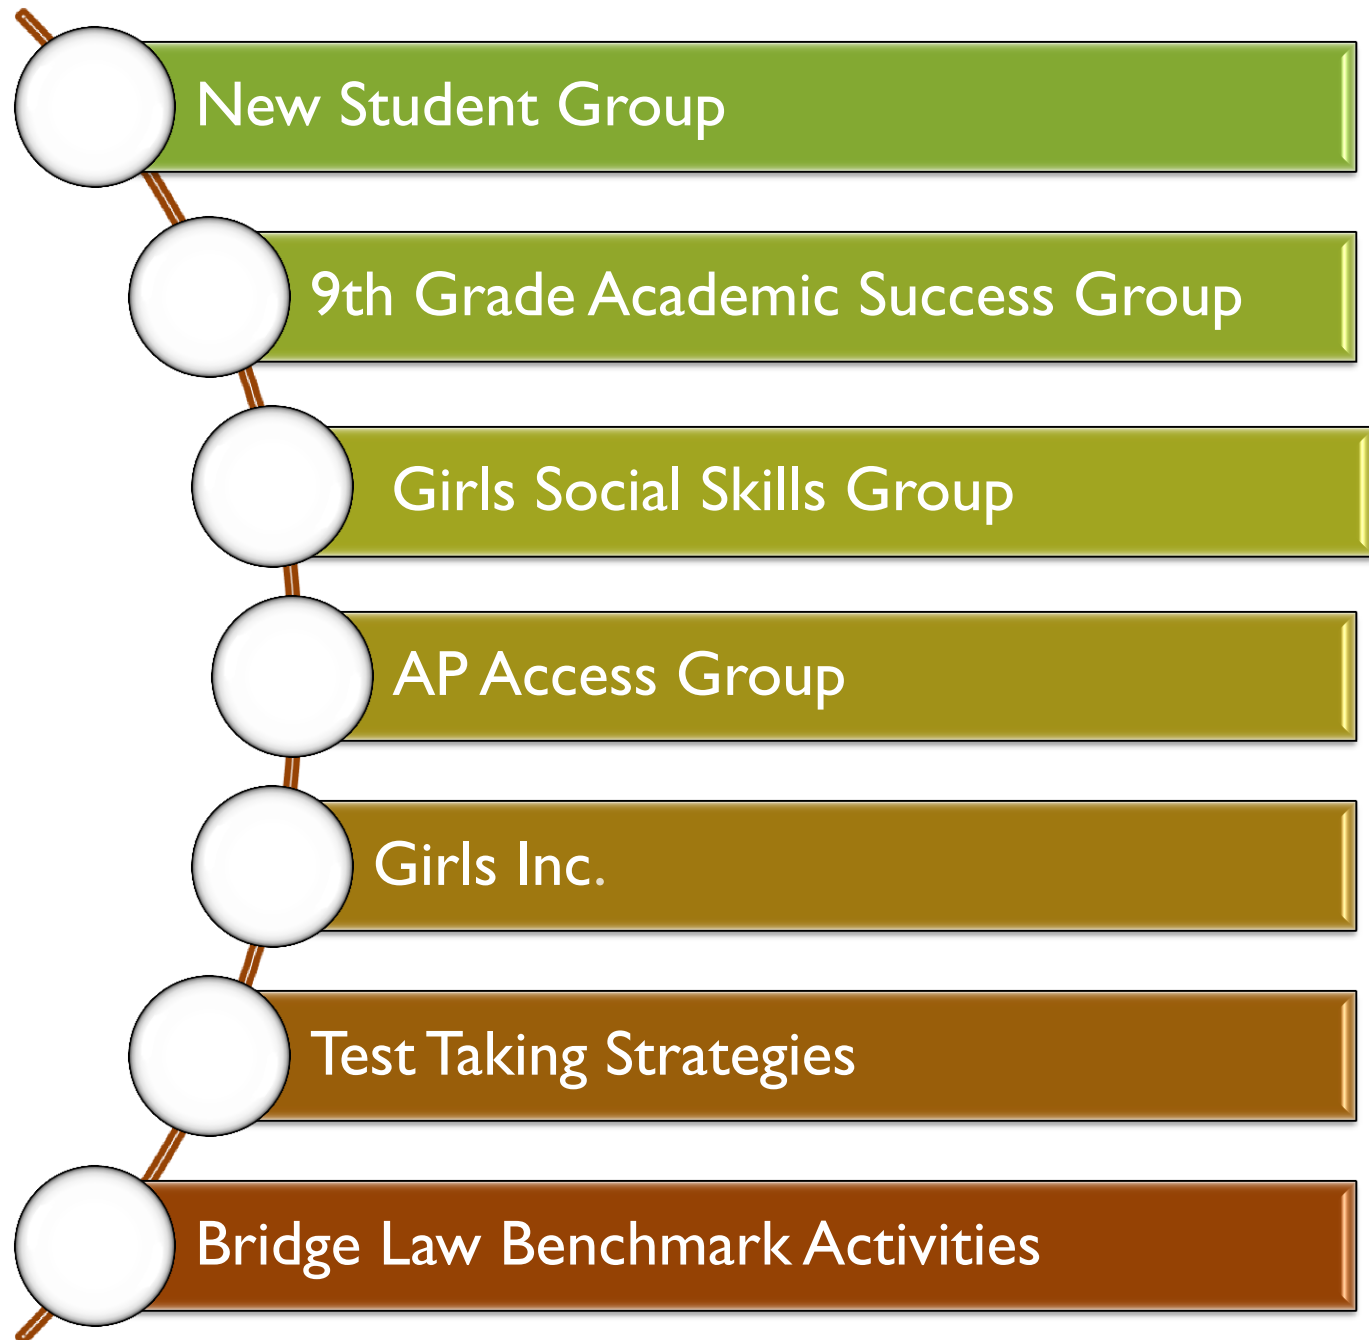 New Student Group
9th Grade Academic Success Group
Girls Social Skills Group
AP Access Group
Girls Inc.
Test Taking Strategies
Bridge Law Benchmark Activities